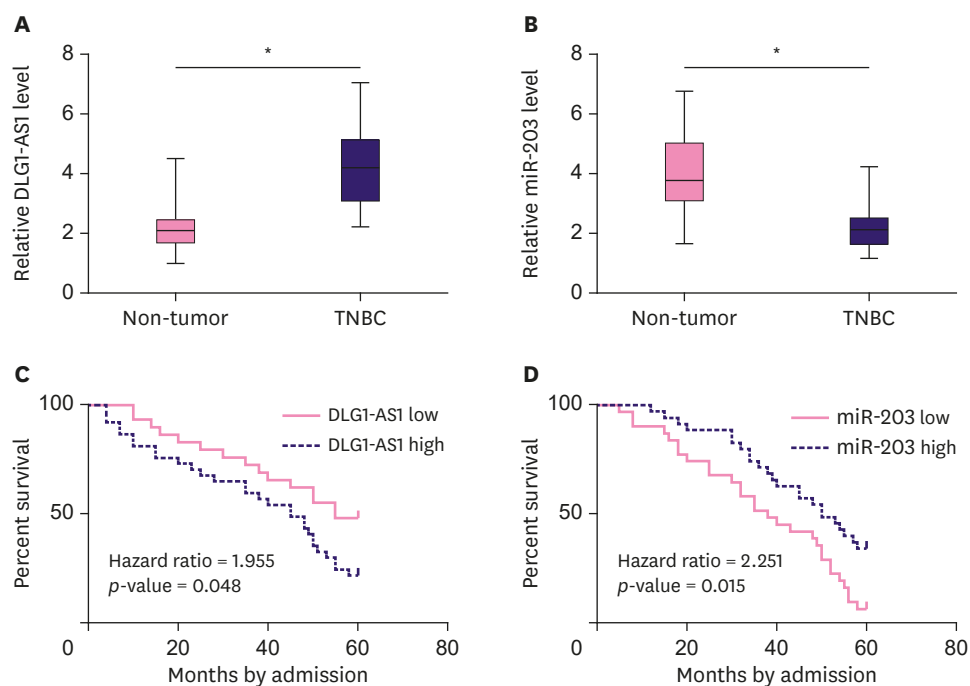 A
Relative DLG1-AS1 level
8
6
4
2
0
*
Non-tumor
TNBC
B
Relative miR-203 level
8
6
4
2
0
*
Non-tumor
TNBC
C
Percent survival
100
50
0
DLG1-AS1 low
DLG1-AS1 high
Hazard ratio = 1.955
p-value = 0.048
20
40
60
80
Months by admission
D
Percent survival
100
50
0
miR-203 low
miR-203 high
Hazard ratio = 2.251
p-value = 0.015
20
40
60
80
Months by admission